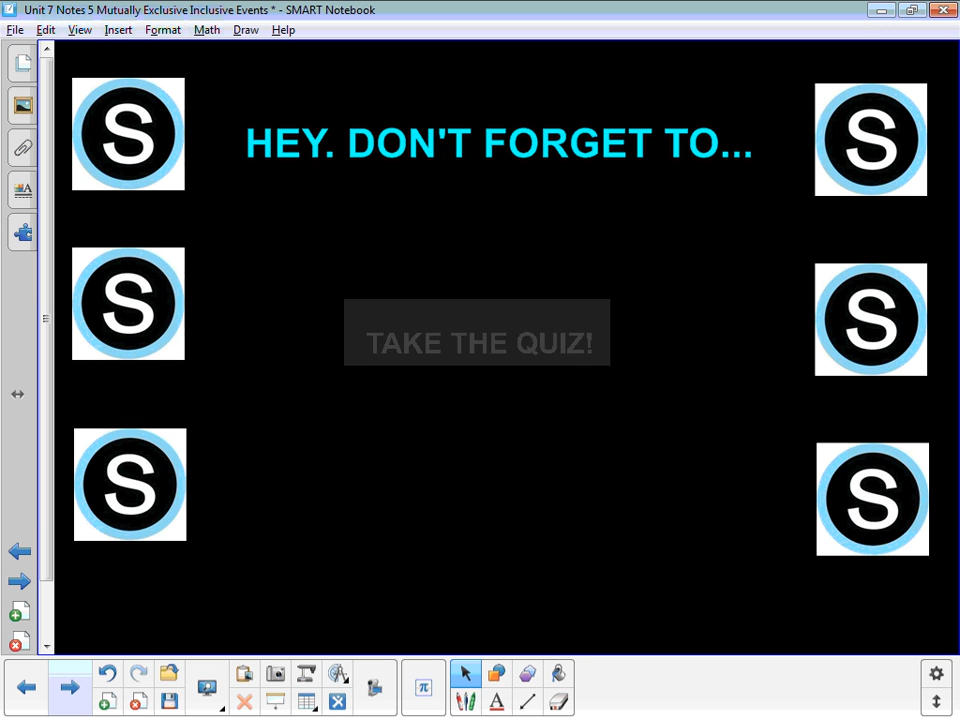 Unit 7 Notes 5 Mutually Exclusive Inclusive Events * - SMART Notebook
File Edit View Insert Format Math Draw Help
S S
HEY. DON'T FORGET TO...
S S
TAKE THE QUIZ!
S S
π
A